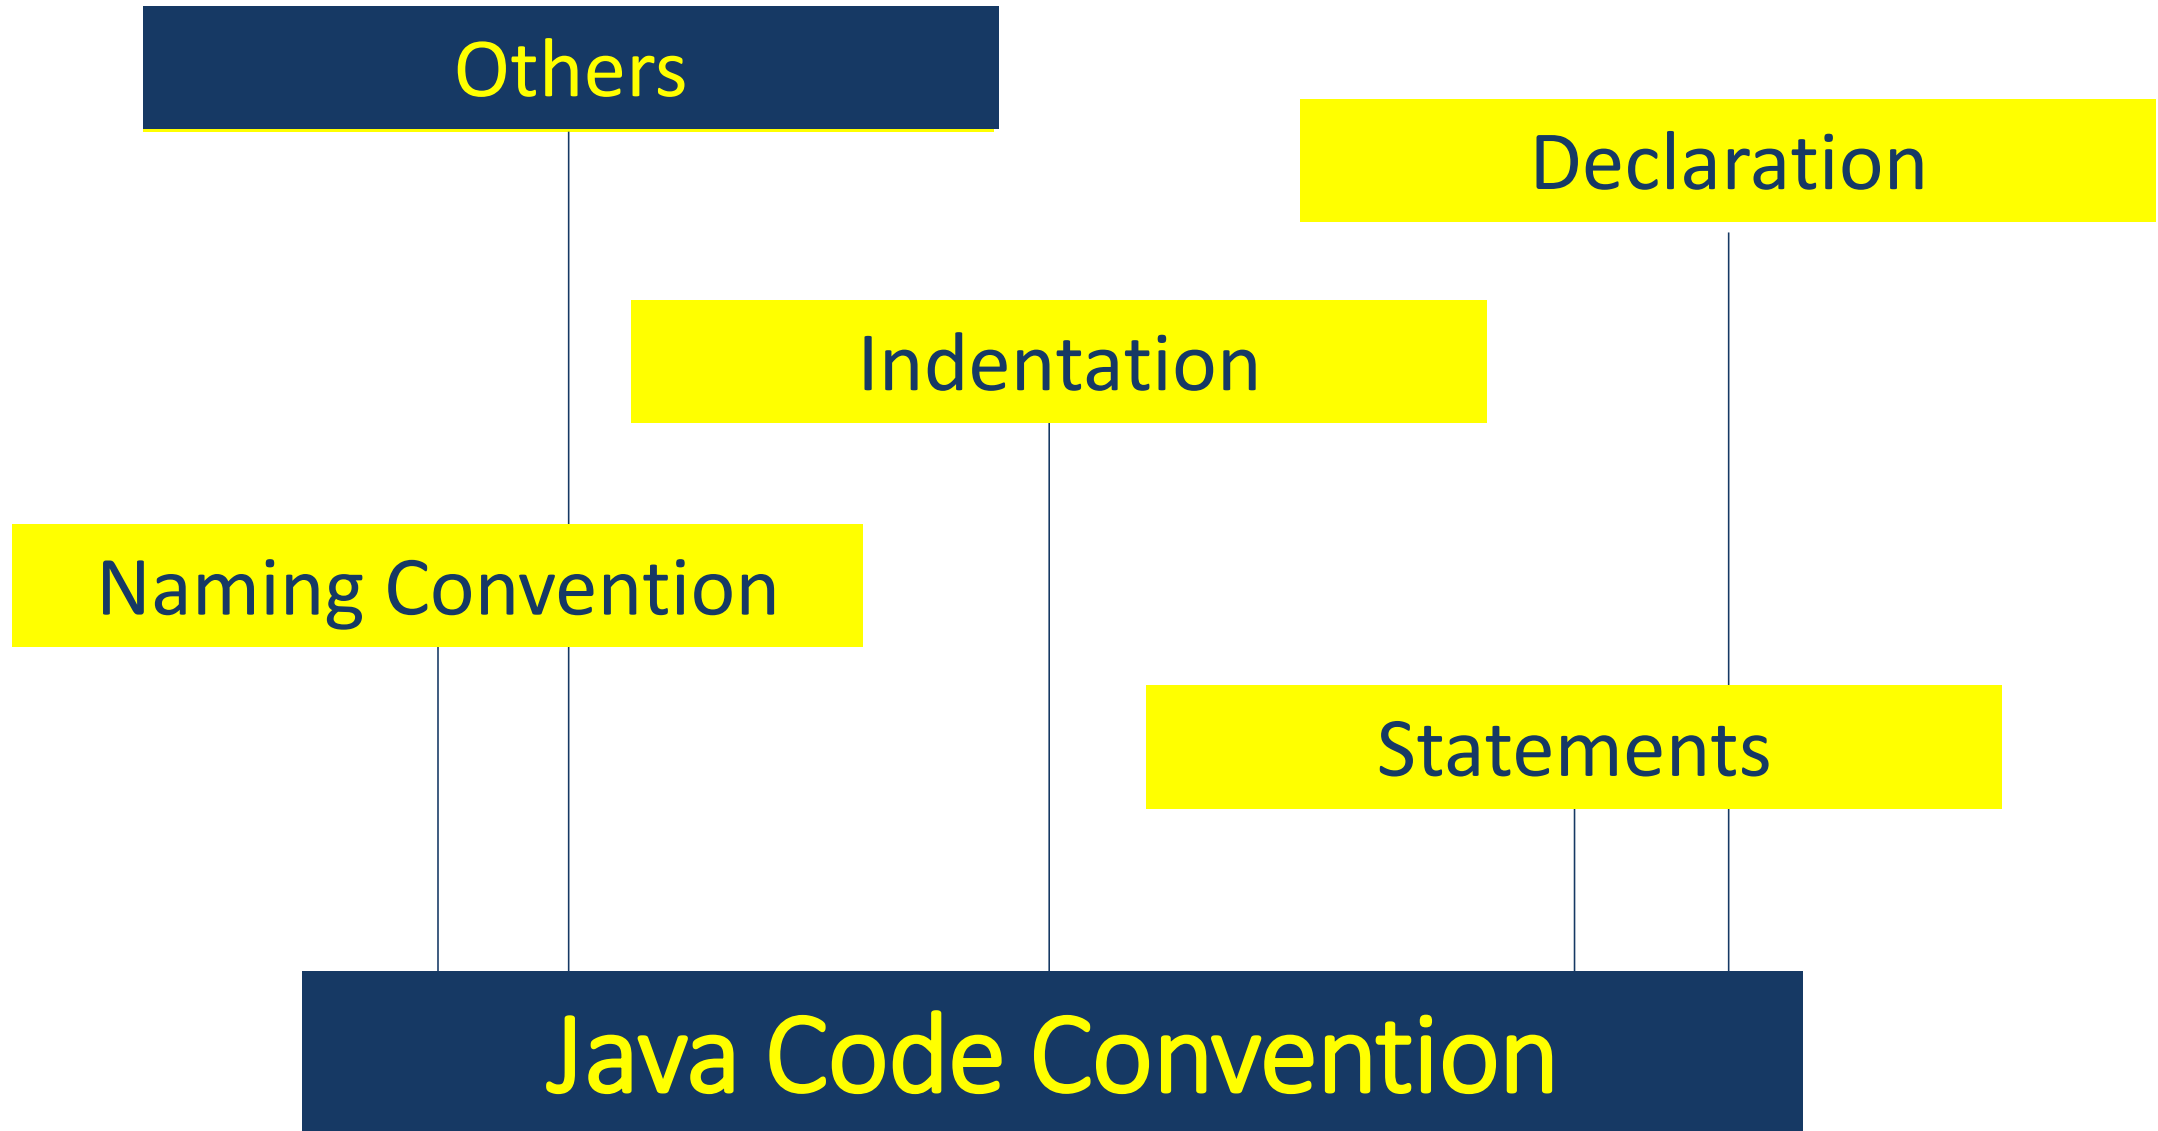 Others
Declaration
Indentation
Naming Convention
Statements
Java Code Convention